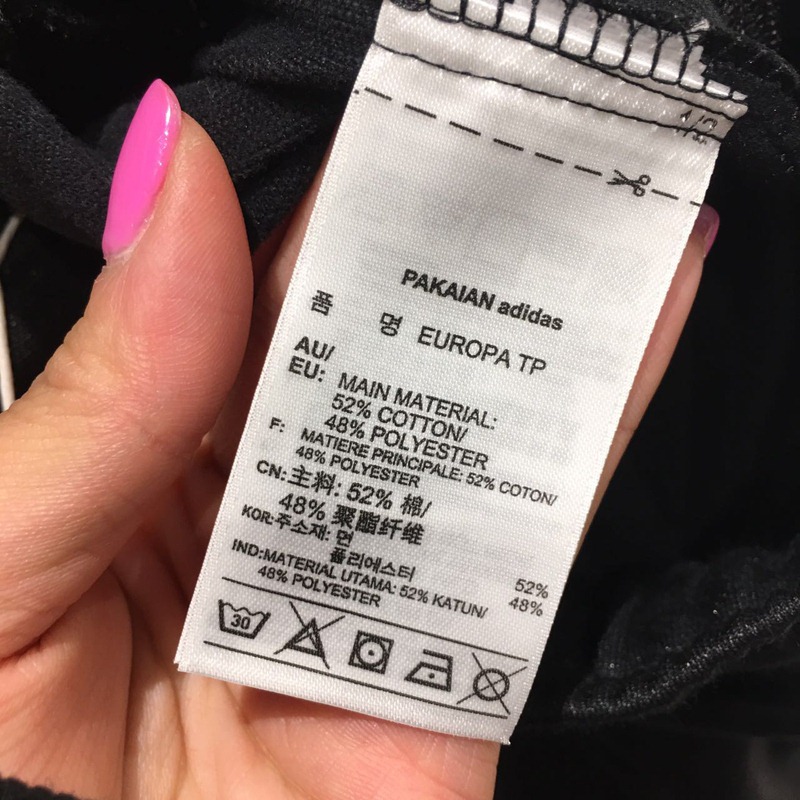 1/2
PAKAIAN adidas
품 명 EUROPA TP
AU/
EU: MAIN MATERIAL:
52% COTTON/
48% POLYESTER
F: MATIERE PRINCIPALE: 52% COTON/
48% POLYESTER
CN: 主料: 52% 棉/
48% 聚酯纤维
KOR: 주소재: 면 52%
폴리에스터 48%
IND: MATERIAL UTAMA: 52% KATUN/
48% POLYESTER
30